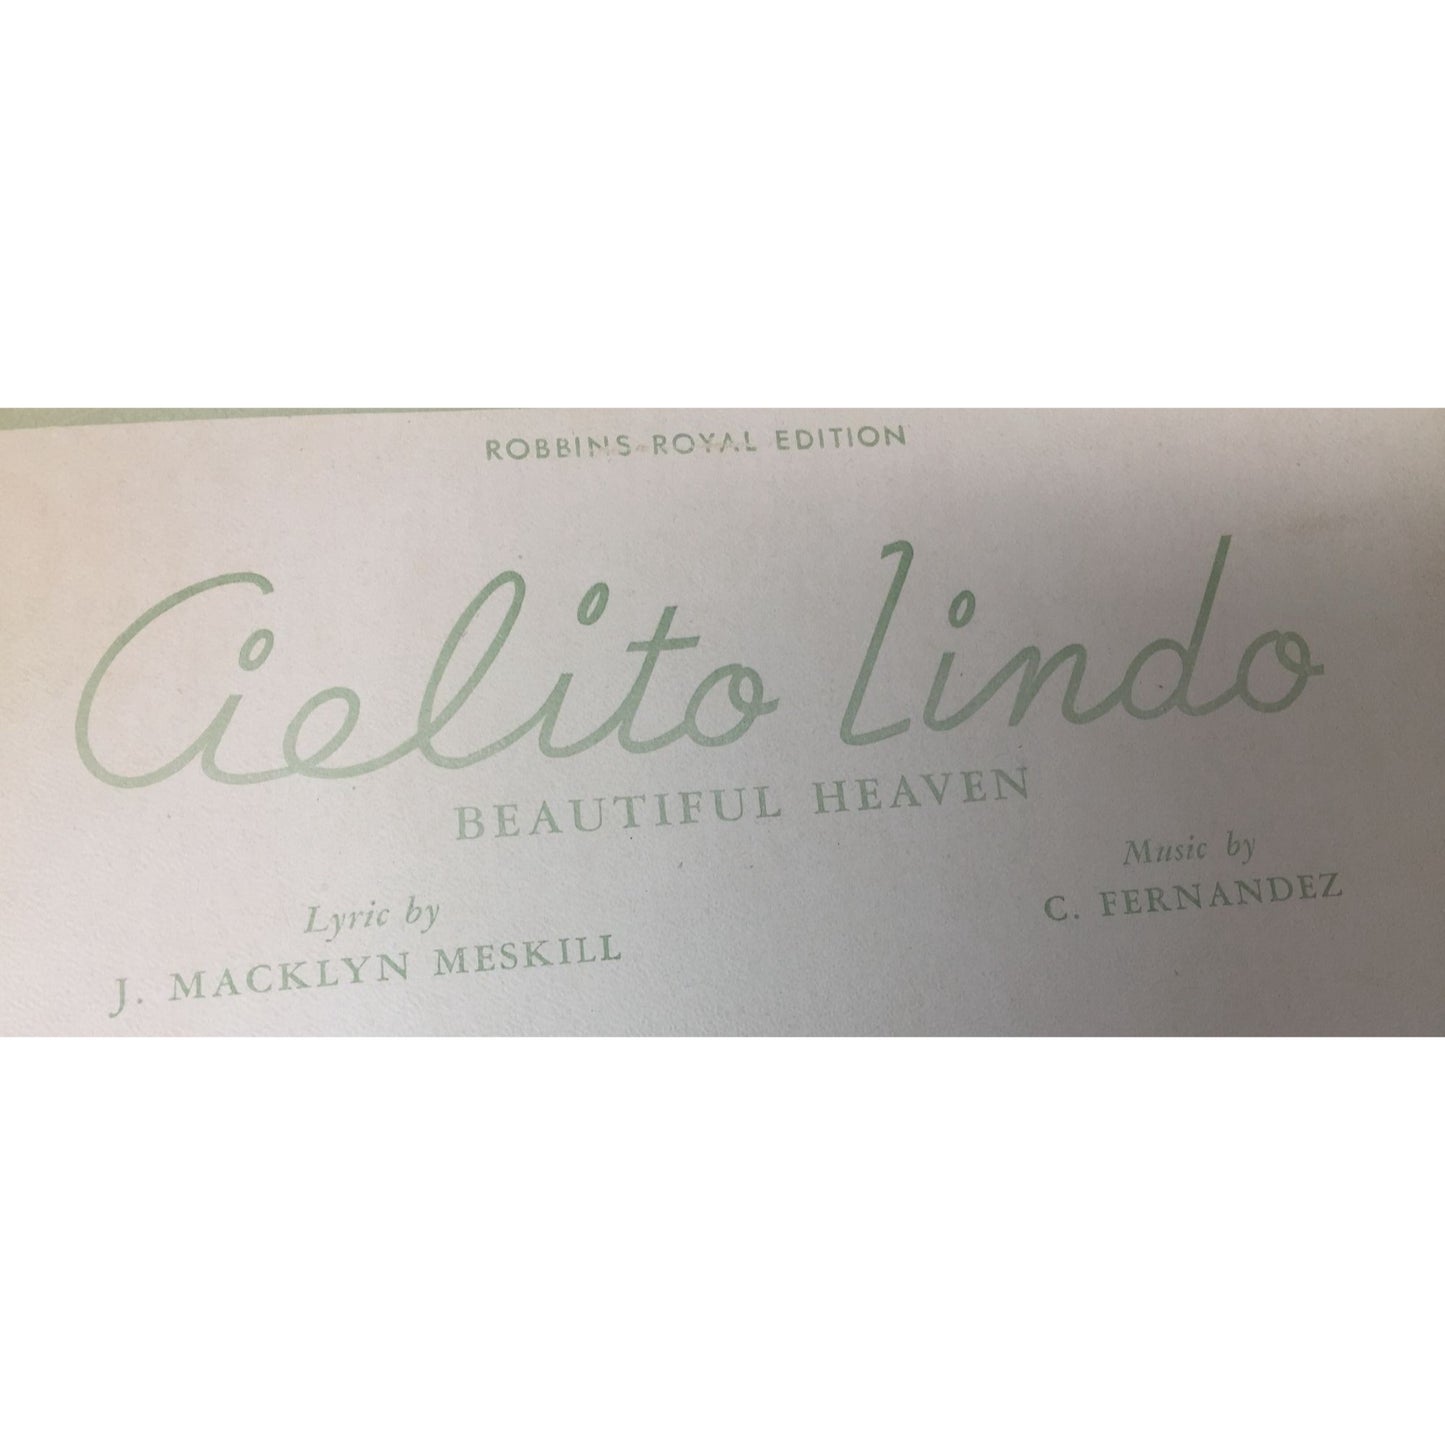 ROBBINS-ROYAL EDITION
Cielito Lindo
BEAUTIFUL HEAVEN
Lyric by
J. MACKLYN MESKILL
Music by
C. FERNANDEZ